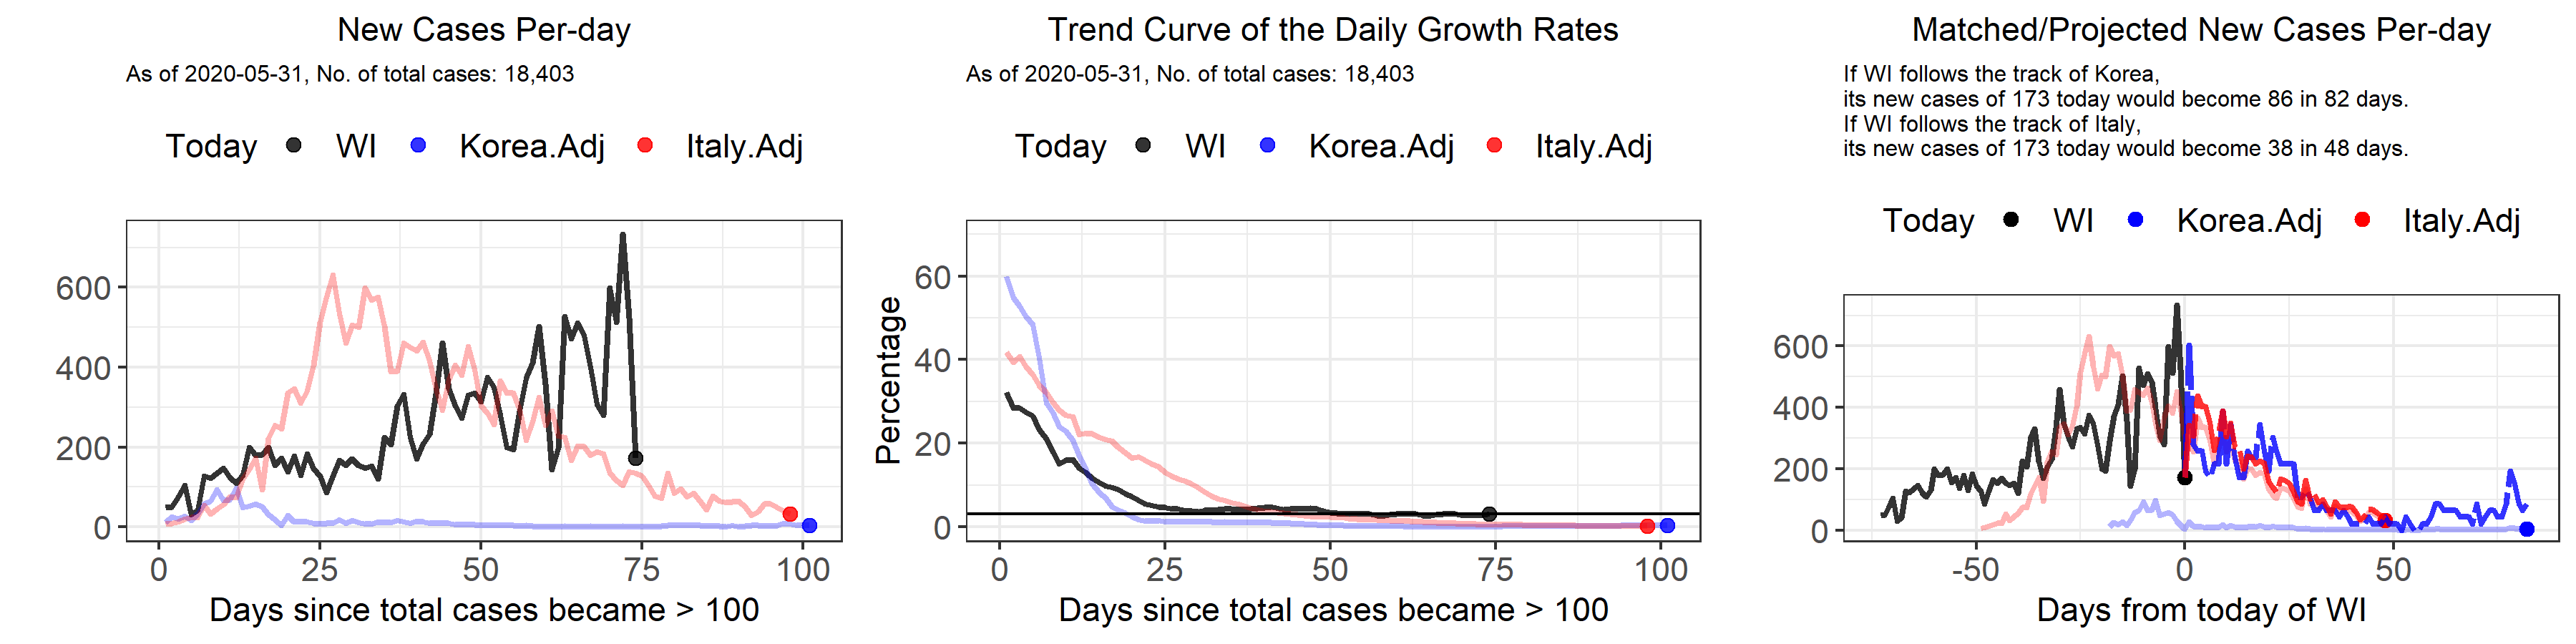 New Cases Per-day
As of 2020-05-31, No. of total cases: 18,403
Today WI Korea.Adj Italy.Adj
600
400
200
0
0 25 50 75 100
Days since total cases became > 100
Trend Curve of the Daily Growth Rates
As of 2020-05-31, No. of total cases: 18,403
Today WI Korea.Adj Italy.Adj
Percentage
60
40
20
0
0 25 50 75 100
Days since total cases became > 100
Matched/Projected New Cases Per-day
If WI follows the track of Korea,
its new cases of 173 today would become 86 in 82 days.
If WI follows the track of Italy,
its new cases of 173 today would become 38 in 48 days.
Today WI Korea.Adj Italy.Adj
600
400
200
0
-50 0 50
Days from today of WI